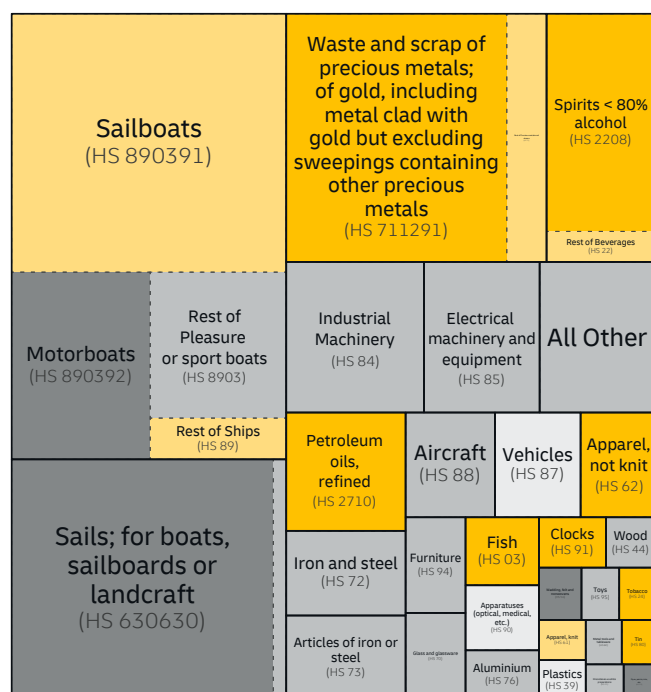 Sailboats
(HS 890391)
Waste and scrap of
precious metals;
of gold, including
metal clad with
gold but excluding
sweepings containing
other precious
metals
(HS 711291)
Spirits < 80%
alcohol
(HS 2208)
Rest of Beverages
(HS 22)
Motorboats
(HS 890392)
Rest of
Pleasure
or sport boats
(HS 8903)
Rest of Ships
(HS 89)
Industrial
Machinery
(HS 84)
Electrical
machinery and
equipment
(HS 85)
All Other
Sails; for boats,
sailboards or
landcraft
(HS 630630)
Petroleum
oils,
refined
(HS 2710)
Aircraft
(HS 88)
Vehicles
(HS 87)
Apparel,
not knit
(HS 62)
Iron and steel
(HS 72)
Furniture
(HS 94)
Fish
(HS 03)
Clocks
(HS 91)
Wood
(HS 44)
Articles of iron or
steel
(HS 73)
Glass and glassware
Apparatuses
(optical, medical,
etc.)
(HS 90)
Aluminium
(HS 76)
Toys
(HS 95)
Tobacco
(HS 24)
Apparel, knit
(HS 61)
Tin
(HS 80)
Plastics
(HS 39)